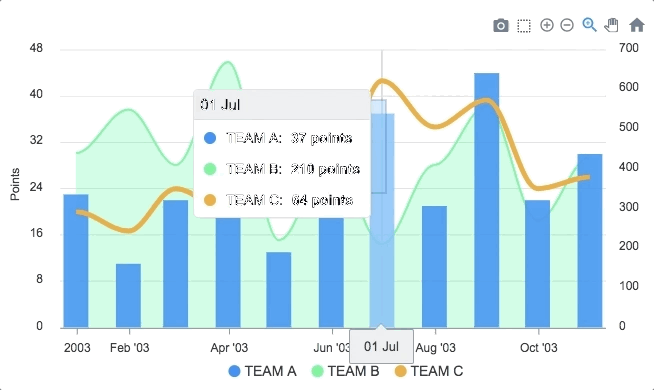 48
40
32
24
16
8
0
Points
700
600
500
400
300
200
100
0
01 Jul
TEAM A: 37 points
TEAM B: 210 points
TEAM C: 64 points
2003 Feb '03 Apr '03 Jun '03 Aug '03 Oct '03
01 Jul
TEAM A TEAM B TEAM C